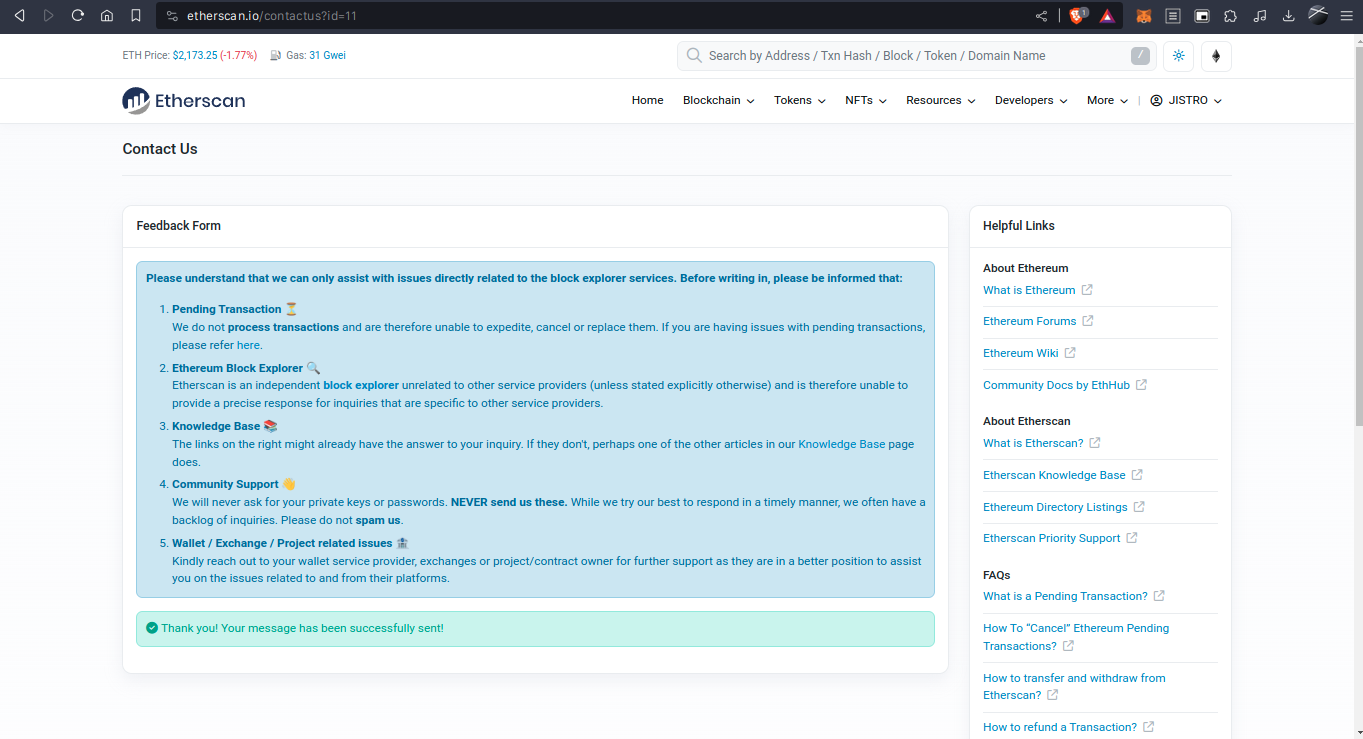 etherscan.io/contactus?id=11
1
ETH Price: $2,173.25 (-1.77%) Gas: 31 Gwei
Search by Address / Txn Hash / Block / Token / Domain Name /
Etherscan
Home Blockchain Tokens NFTs Resources Developers More | JISTRO
Contact Us
Feedback Form
Please understand that we can only assist with issues directly related to the block explorer services. Before writing in, please be informed that:
1. Pending Transaction ⏳
We do not process transactions and are therefore unable to expedite, cancel or replace them. If you are having issues with pending transactions,
please refer here.
2. Ethereum Block Explorer 🔍
Etherscan is an independent block explorer unrelated to other service providers (unless stated explicitly otherwise) and is therefore unable to
provide a precise response for inquiries that are specific to other service providers.
3. Knowledge Base 📚
The links on the right might already have the answer to your inquiry. If they don't, perhaps one of the other articles in our Knowledge Base page
does.
4. Community Support 👋
We will never ask for your private keys or passwords. NEVER send us these. While we try our best to respond in a timely manner, we often have a
backlog of inquiries. Please do not spam us.
5. Wallet / Exchange / Project related issues 🏦
Kindly reach out to your wallet service provider, exchanges or project/contract owner for further support as they are in a better position to assist
you on the issues related to and from their platforms.
Thank you! Your message has been successfully sent!
Helpful Links
About Ethereum
What is Ethereum
Ethereum Forums
Ethereum Wiki
Community Docs by EthHub
About Etherscan
What is Etherscan?
Etherscan Knowledge Base
Ethereum Directory Listings
Etherscan Priority Support
FAQs
What is a Pending Transaction?
How To “Cancel” Ethereum Pending
Transactions?
How to transfer and withdraw from
Etherscan?
How to refund a Transaction?